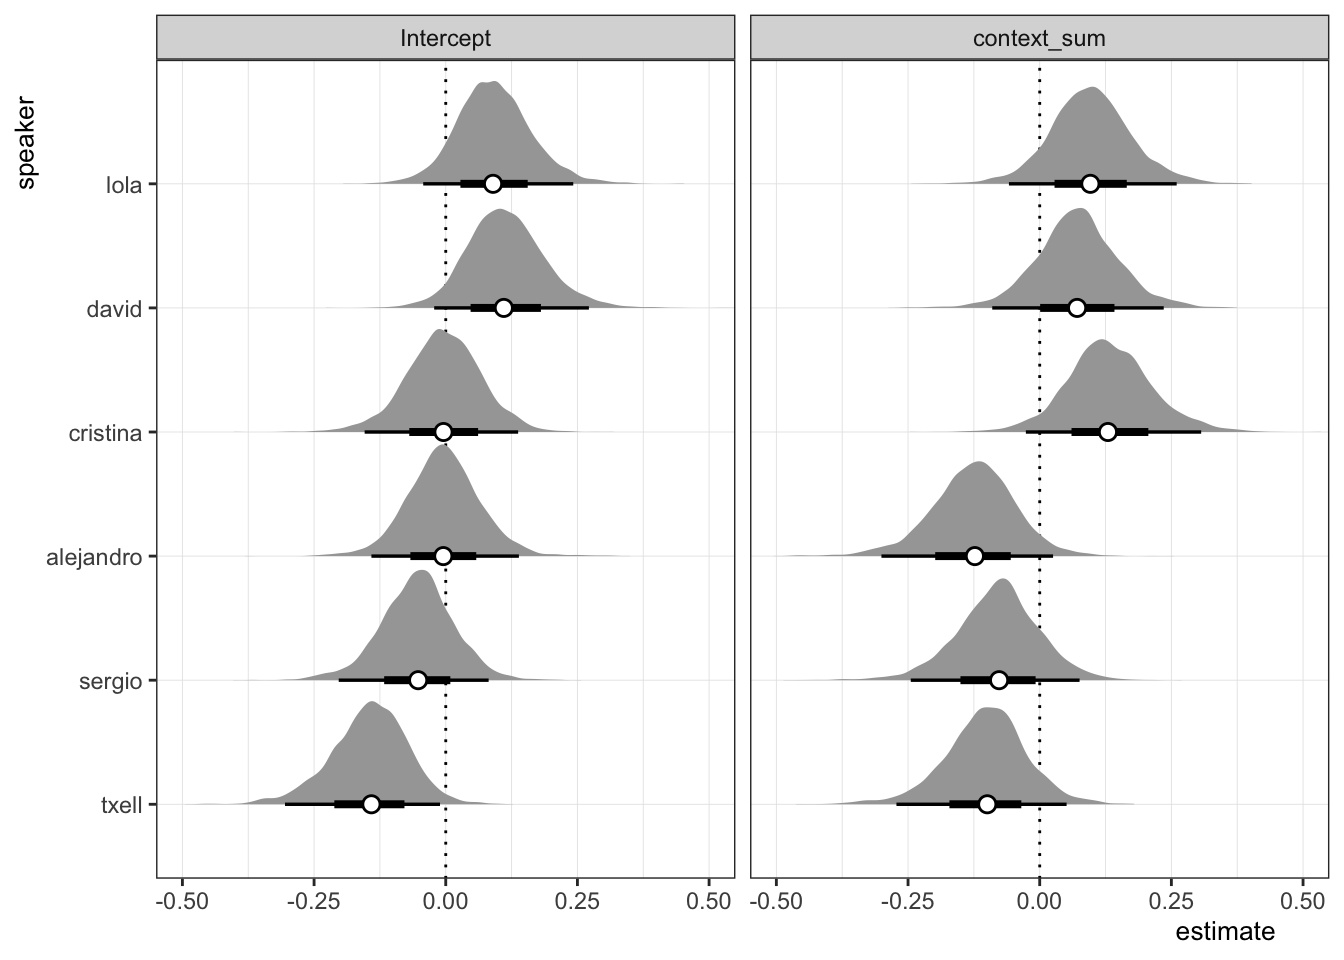 Intercept
context_sum
speaker
lola
david
cristina
alejandro
sergio
txell
-0.50 -0.25 0.00 0.25 0.50
-0.50 -0.25 0.00 0.25 0.50
estimate